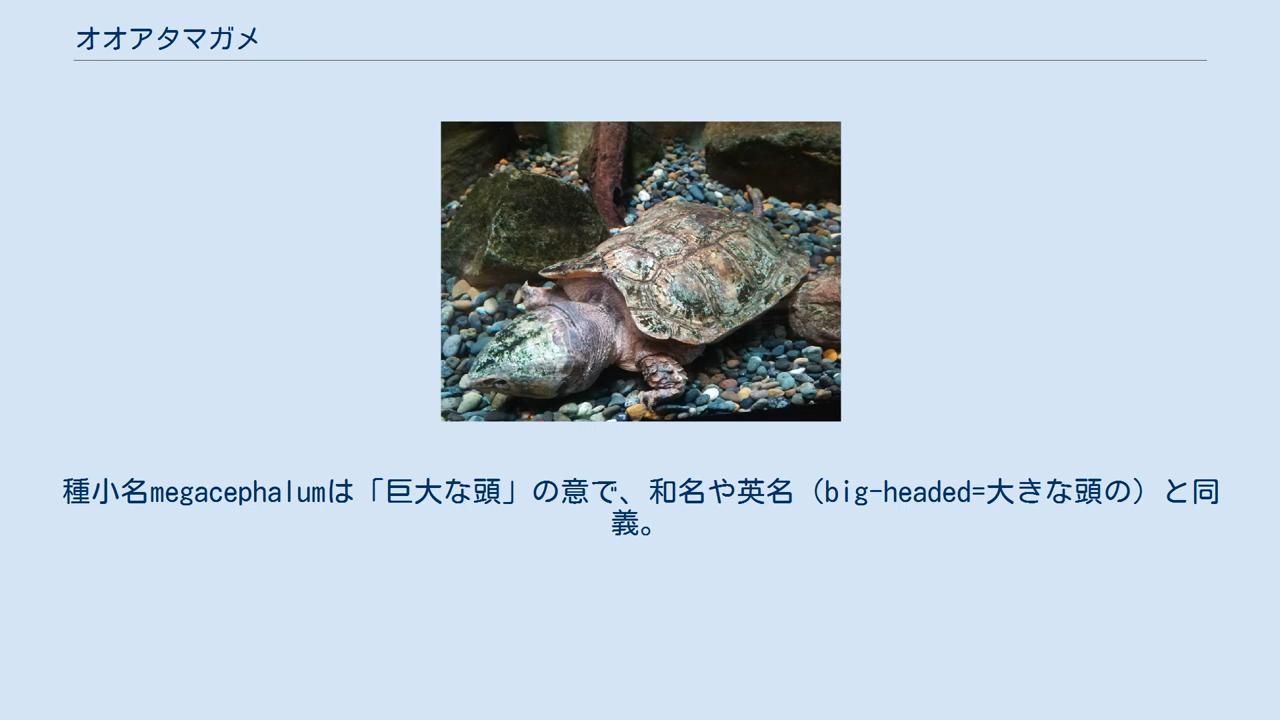 オオアタマガメ
種小名megacephalumは「巨大な頭」の意で、和名や英名（big-headed=大きな頭の）と同
義。